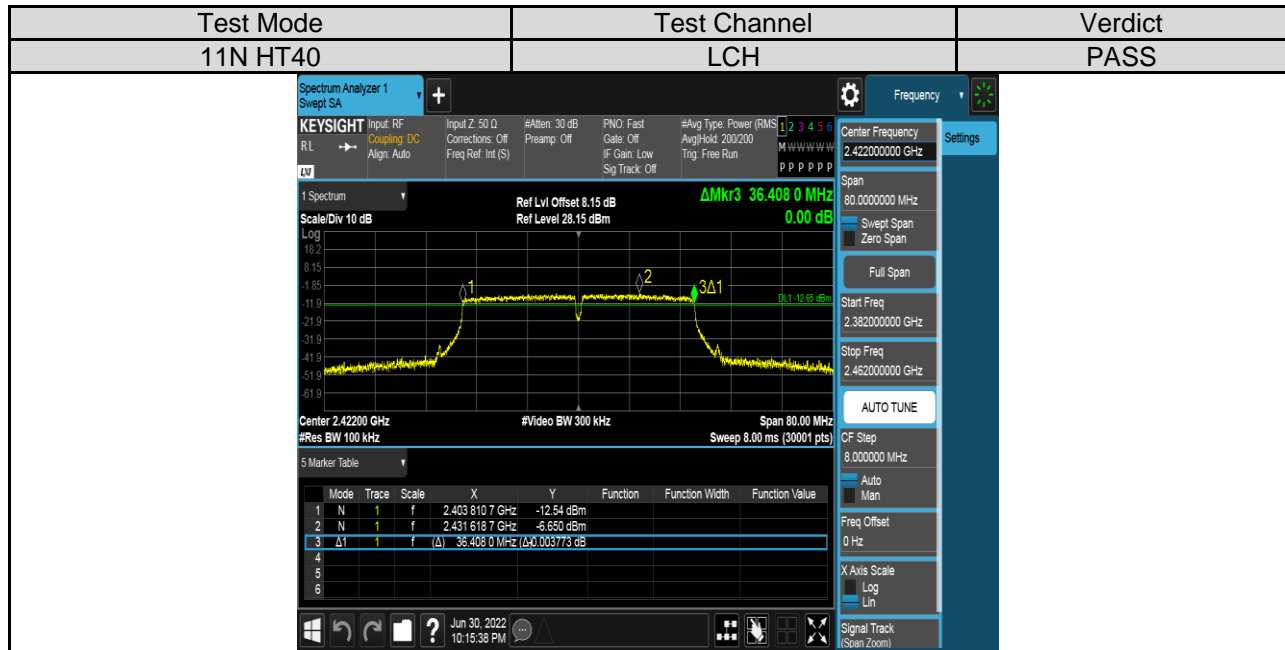 Test Mode Test Channel Verdict
11N HT40 LCH PASS
Spectrum Analyzer 1
Swept SA
+
Frequency
KEYSIGHT
RL
LXI
Input: RF
Coupling: DC
Align: Auto
Input Z: 50 Ω
Corrections: Off
Freq Ref: Int (S)
#Atten: 30 dB
Preamp: Off
PNO: Fast
Gate: Off
IF Gain: Low
Sig Track: Off
#Avg Type: Power (RMS
Avg|Hold: 200/200
Trig: Free Run
1 2 3 4 5 6
M W W W W W
P P P P P P
1 Spectrum
Scale/Div 10 dB
Ref Lvl Offset 8.15 dB
Ref Level 28.15 dBm
ΔMkr3 36.408 0 MHz
0.00 dB
Log
18.2
8.15
-1.85
-11.9
-21.9
-31.9
-41.9
-51.9
-61.9
1
2
3Δ1
DL1 -12.65 dBm
Center 2.42200 GHz #Video BW 300 kHz Span 80.00 MHz
#Res BW 100 kHz Sweep 8.00 ms (30001 pts)
5 Marker Table
Mode Trace Scale X Y Function Function Width Function Value
1 N 1 f 2.403 810 7 GHz -12.54 dBm
2 N 1 f 2.431 618 7 GHz -6.650 dBm
3 Δ1 1 f (Δ) 36.408 0 MHz (Δ) -0.003773 dB
4
5
6
?
Jun 30, 2022
10:15:38 PM
Settings
Center Frequency
2.422000000 GHz
Span
80.0000000 MHz
Swept Span
Zero Span
Full Span
Start Freq
2.382000000 GHz
Stop Freq
2.462000000 GHz
AUTO TUNE
CF Step
8.000000 MHz
Auto
Man
Freq Offset
0 Hz
X Axis Scale
Log
Lin
Signal Track
(Span Zoom)